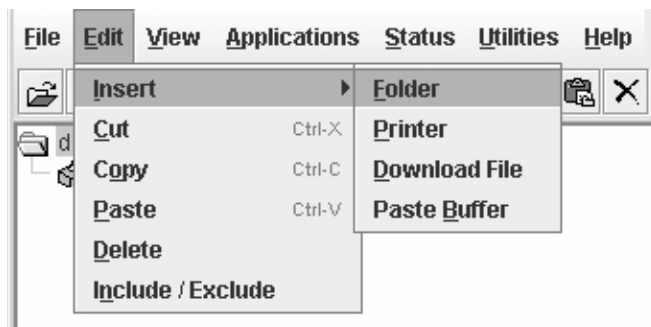 File Edit View Applications Status Utilities Help
Insert
Cut Ctrl-X
Copy Ctrl-C
Paste Ctrl-V
Delete
Include / Exclude
Folder
Printer
Download File
Paste Buffer
d